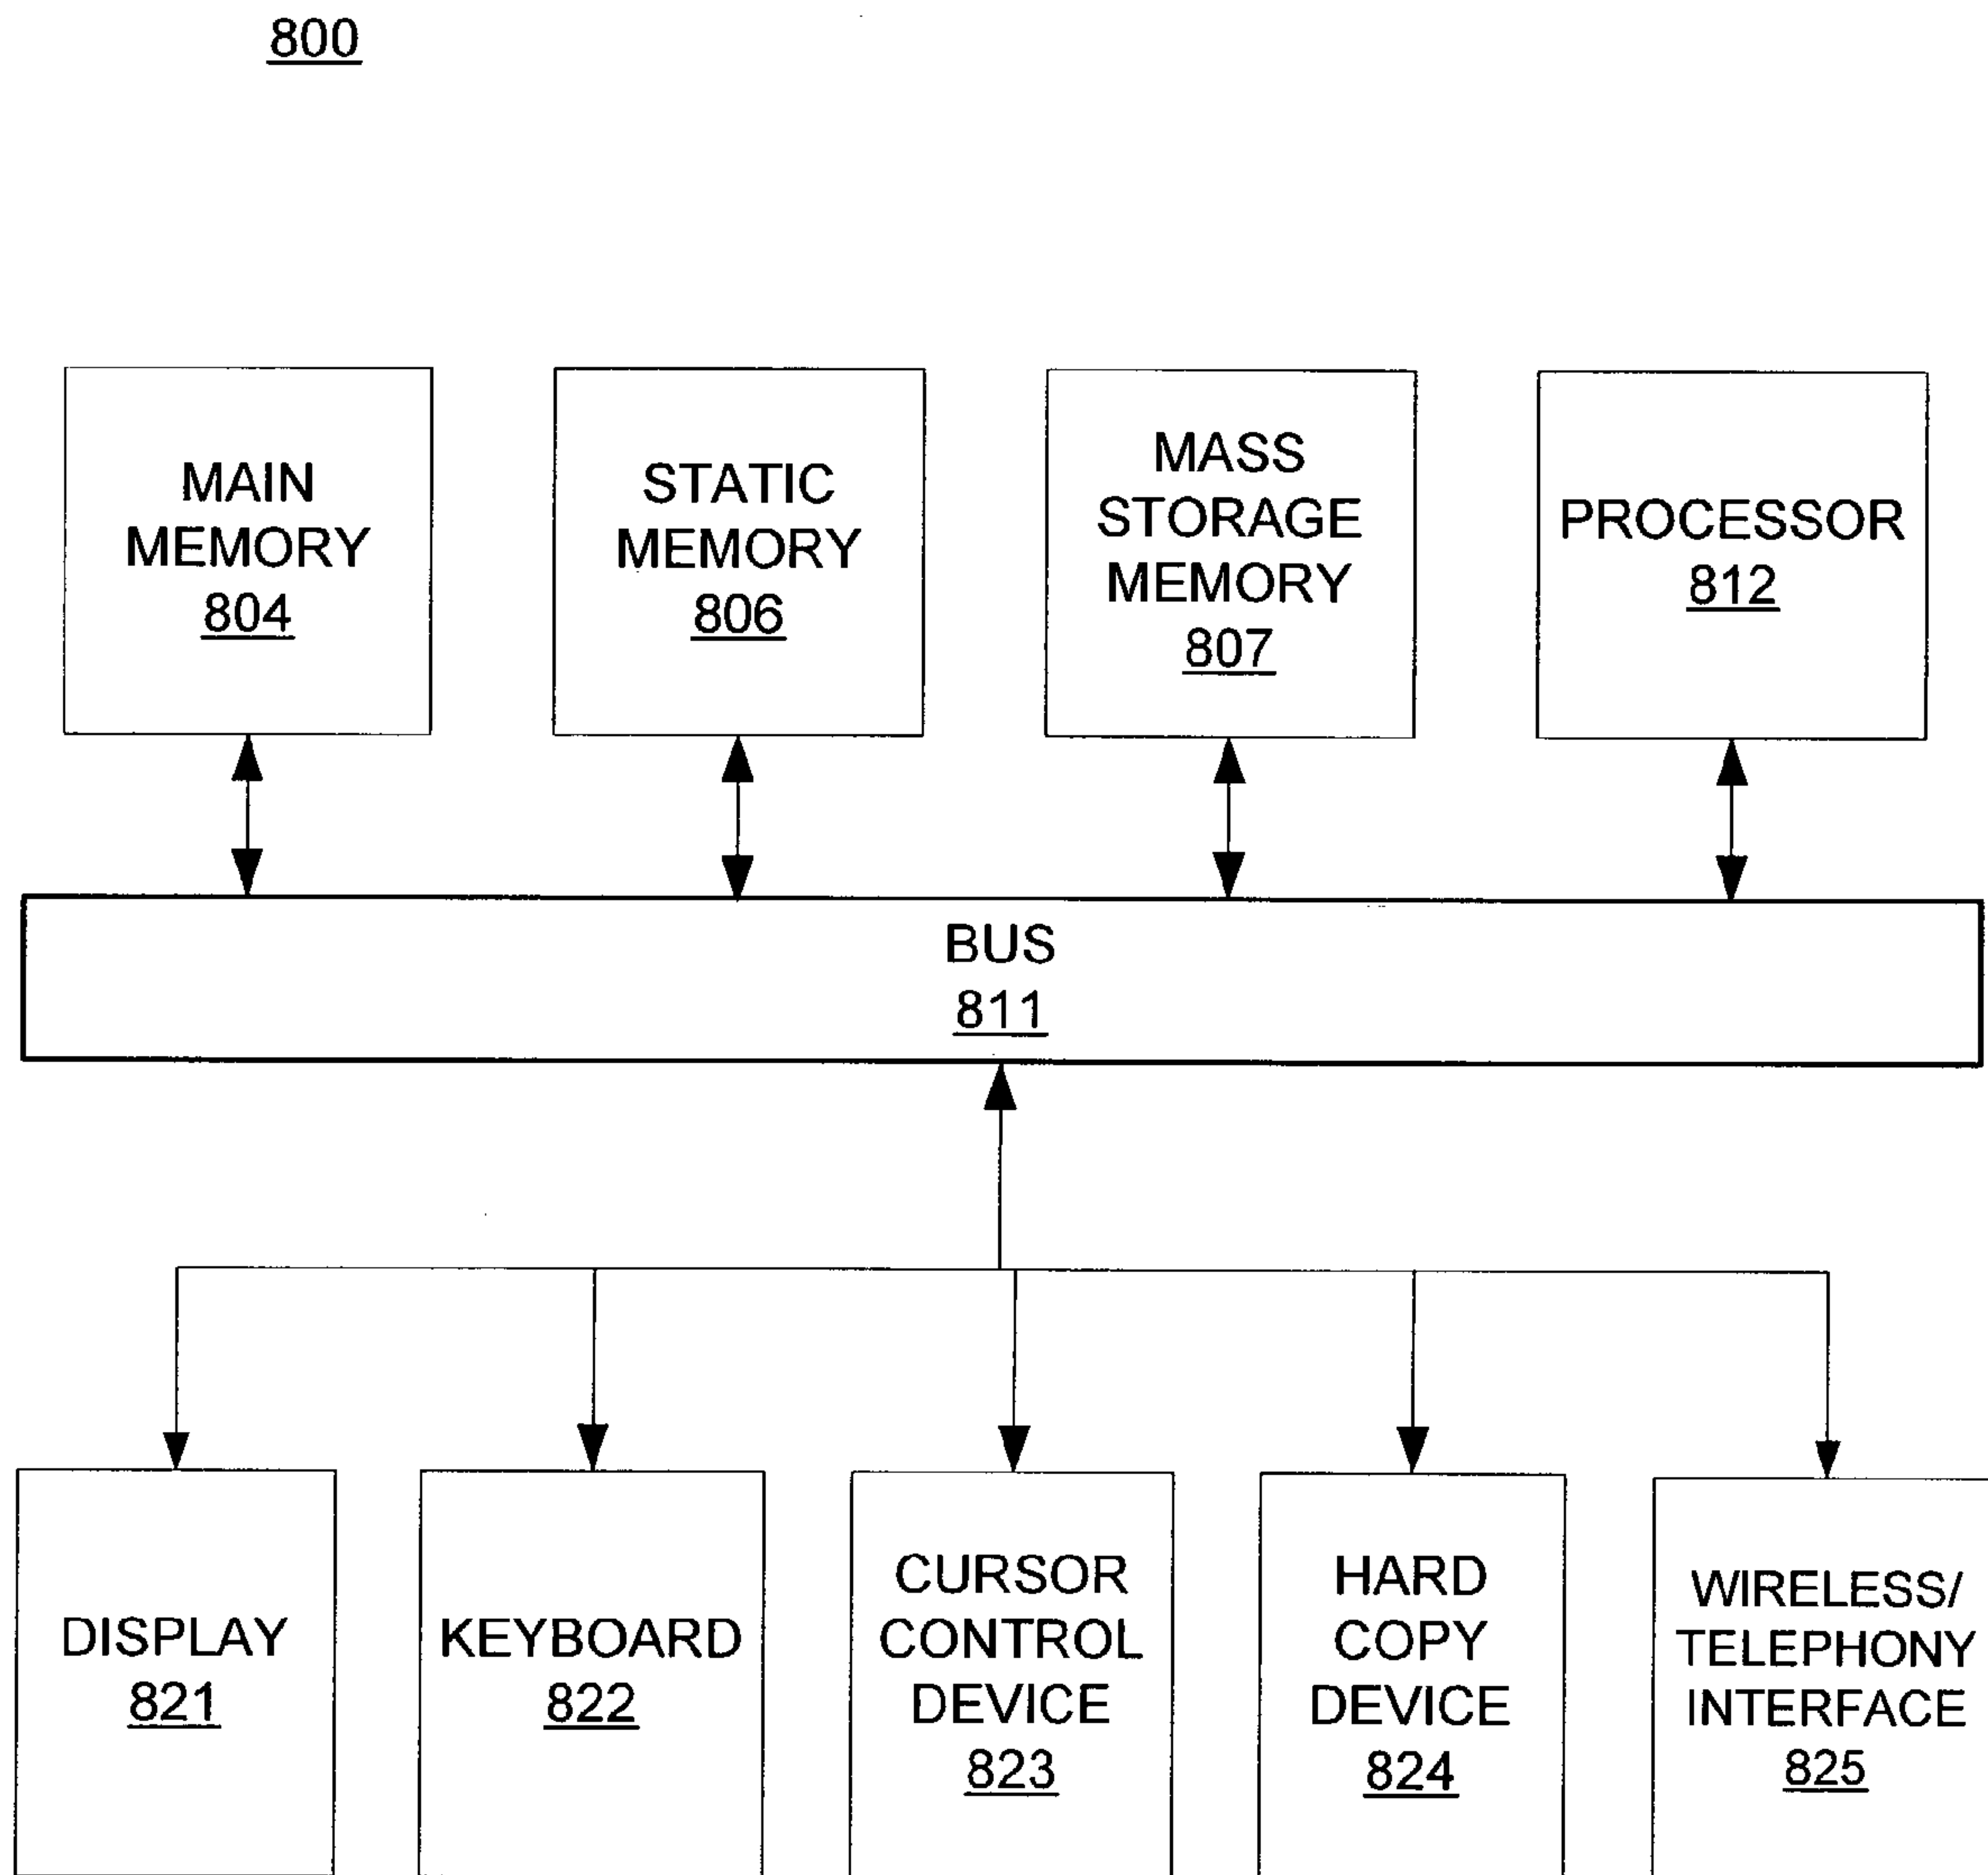 800
MAIN
MEMORY
804
STATIC
MEMORY
806
MASS
STORAGE
MEMORY
807
PROCESSOR
812
BUS
811
DISPLAY
821
KEYBOARD
822
CURSOR
CONTROL
DEVICE
823
HARD
COPY
DEVICE
824
WIRELESS/
TELEPHONY
INTERFACE
825